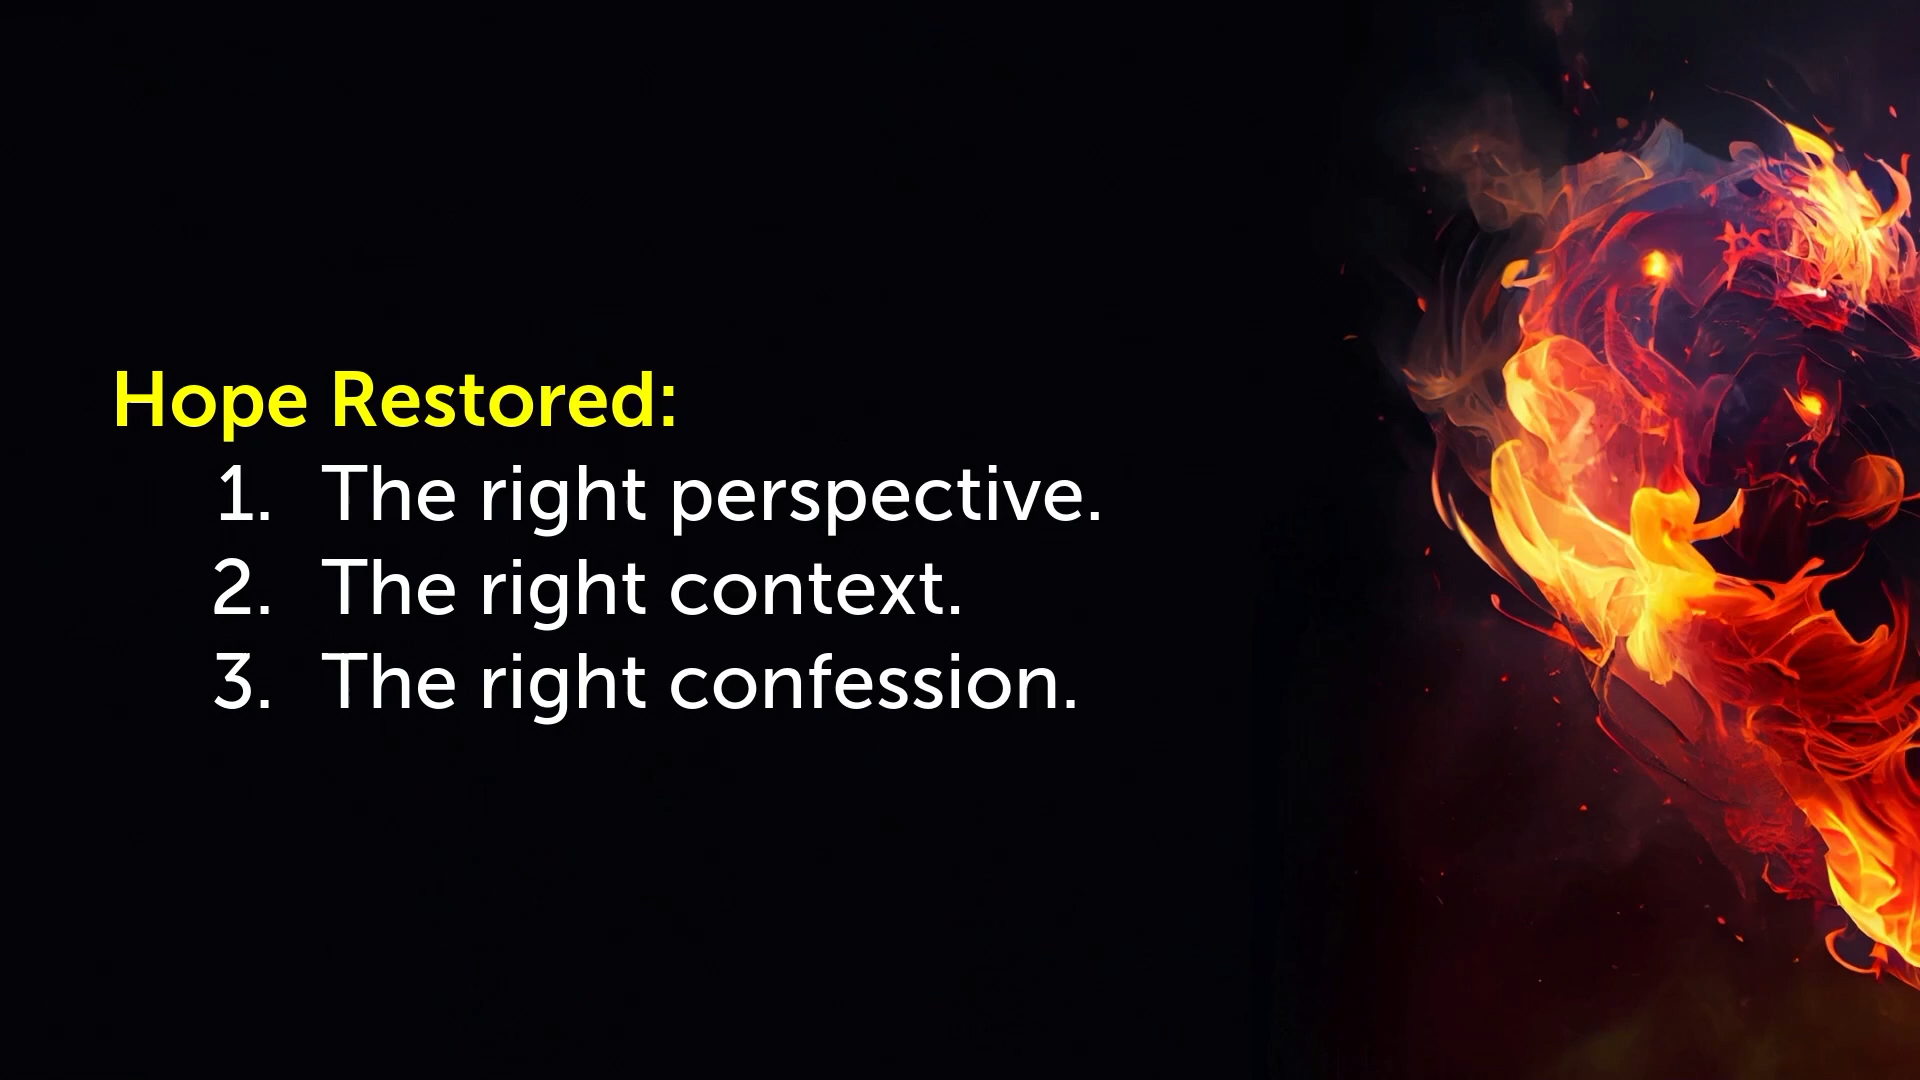 Hope Restored:
1. The right perspective.
2. The right context.
3. The right confession.